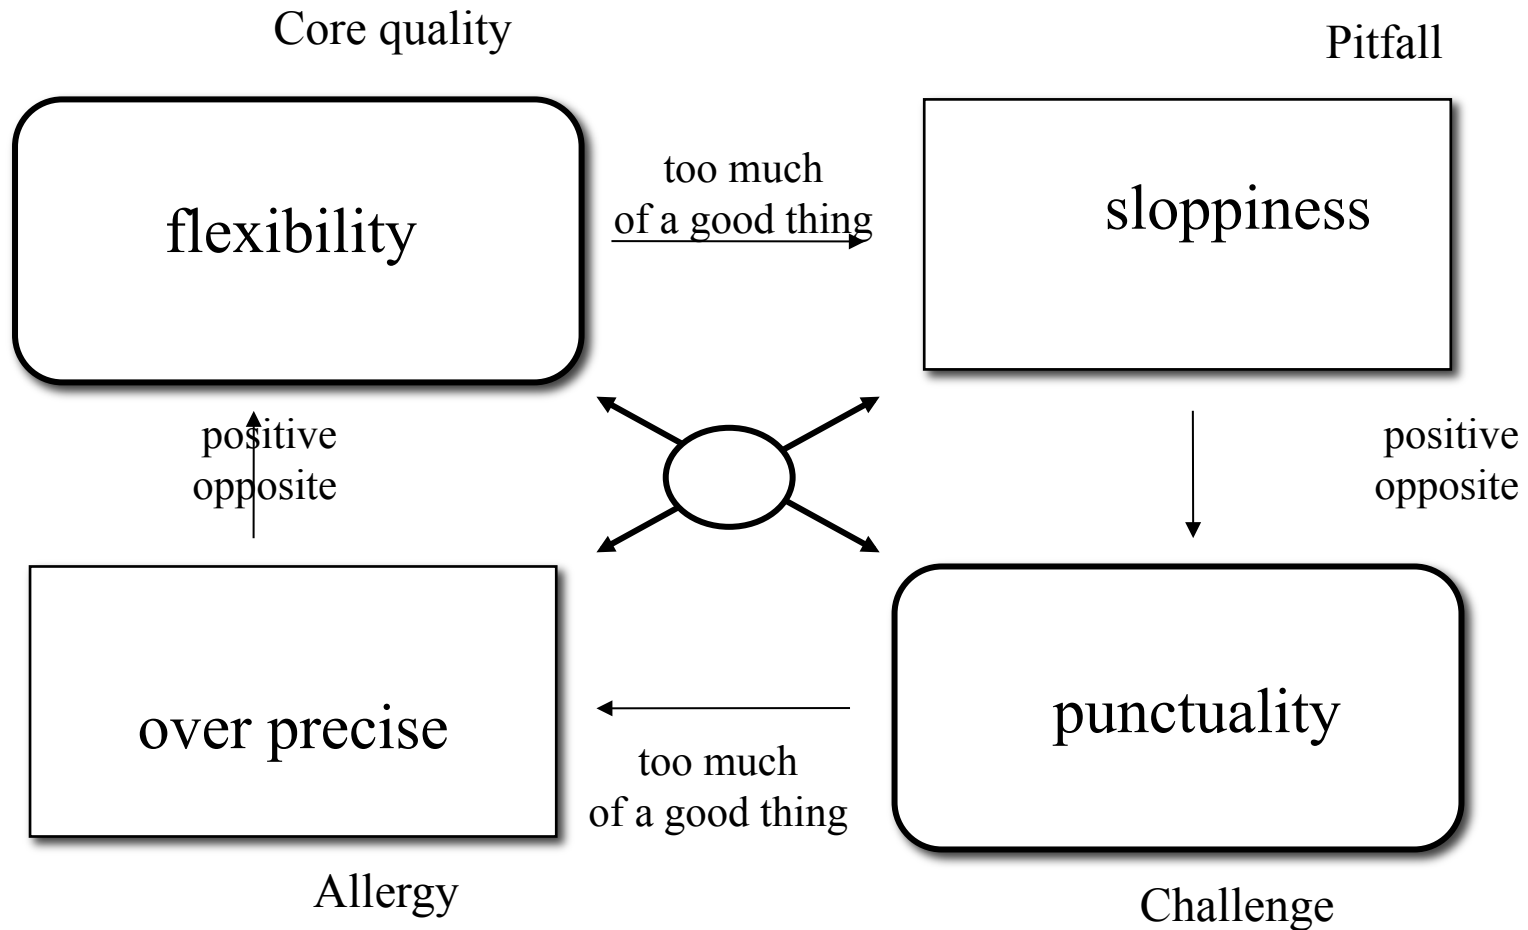 Core quality
Pitfall
too much
of a good thing
flexibility
sloppiness
positive
opposite
positive
opposite
over precise
punctuality
too much
of a good thing
Allergy
Challenge